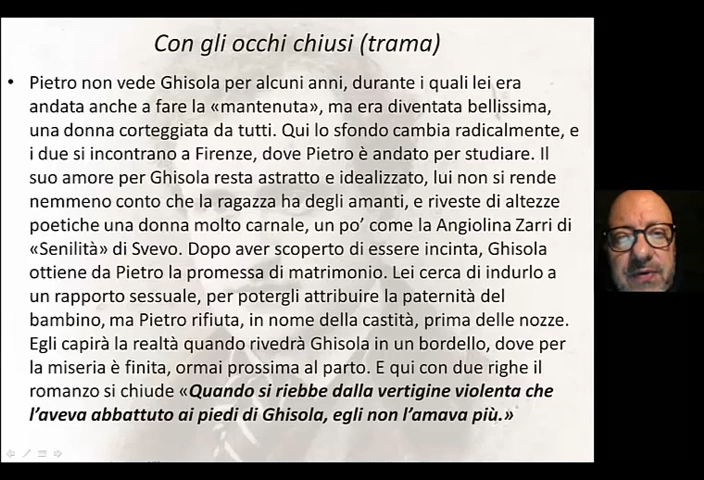 Con gli occhi chiusi (trama)
• Pietro non vede Ghisola per alcuni anni, durante i quali lei era
andata anche a fare la «mantenuta», ma era diventata bellissima,
una donna corteggiata da tutti. Qui lo sfondo cambia radicalmente, e
i due si incontrano a Firenze, dove Pietro è andato per studiare. Il
suo amore per Ghisola resta astratto e idealizzato, lui non si rende
nemmeno conto che la ragazza ha degli amanti, e riveste di altezze
poetiche una donna molto carnale, un po’ come la Angiolina Zarri di
«Senilità» di Svevo. Dopo aver scoperto di essere incinta, Ghisola
ottiene da Pietro la promessa di matrimonio. Lei cerca di indurlo a
un rapporto sessuale, per potergli attribuire la paternità del
bambino, ma Pietro rifiuta, in nome della castità, prima delle nozze.
Egli capirà la realtà quando rivedrà Ghisola in un bordello, dove per
la miseria è finita, ormai prossima al parto. E qui con due righe il
romanzo si chiude «Quando si riebbe dalla vertigine violenta che
l’aveva abbattuto ai piedi di Ghisola, egli non l’amava più.»